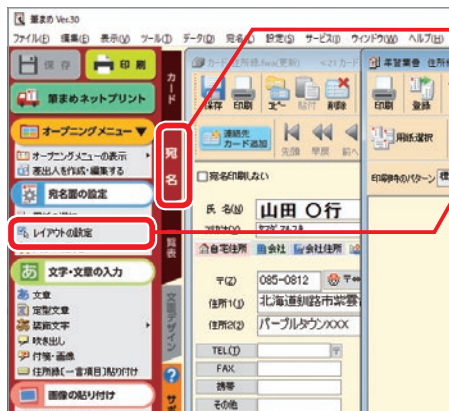 筆まめ Ver.30
ファイル(F) 編集(E) 表示(V) ツール(T) データ(D) 宛名(L) 設定(S) サービス(I) ウィンドウ(W) ヘルプ(H)
保存
印刷
筆まめネットプリント
オープニングメニュー▼
オープニングメニューの表示
差出人を作成・編集する
宛名面の設定
レイアウトの設定
文字・文章の入力
文章
定型文章
装飾文字
吹き出し
付箋・画像
住所録(一言項目)貼り付け
画像の貼り付け
カード
宛名
一覧表
文面デザイン
サポ
保存 印刷 コピー 貼付 削除
連絡先
カード追加
先頭 早戻 前へ
宛名印刷しない
氏 名(N) 山田 〇行
自宅住所 会社 会社住所
〒(Z) 085-0812
住所1(J) 北海道釧路市紫雲
住所2(2) パープルタウンXXX
TEL(T)
FAX
携帯
その他
年賀葉書 住所
印刷 登録
用紙選択
印刷時のパターン 標